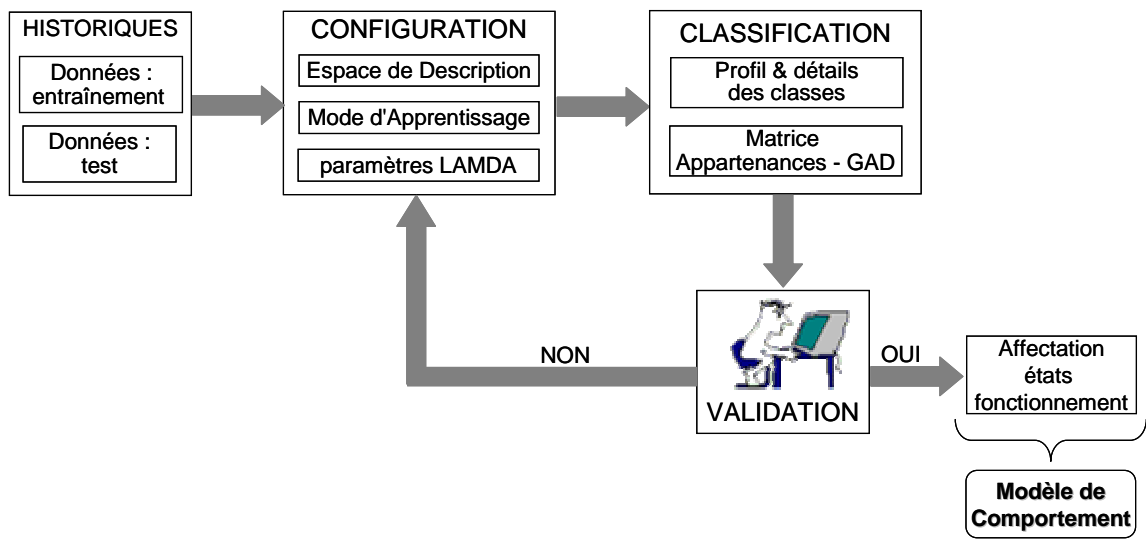 HISTORIQUES
Données :
entraînement
Données :
test
CONFIGURATION
Espace de Description
Mode d'Apprentissage
paramètres LAMDA
CLASSIFICATION
Profil & détails
des classes
Matrice
Appartenances - GAD
NON
VALIDATION
OUI
Affectation
états
fonctionnement
Modèle de
Comportement